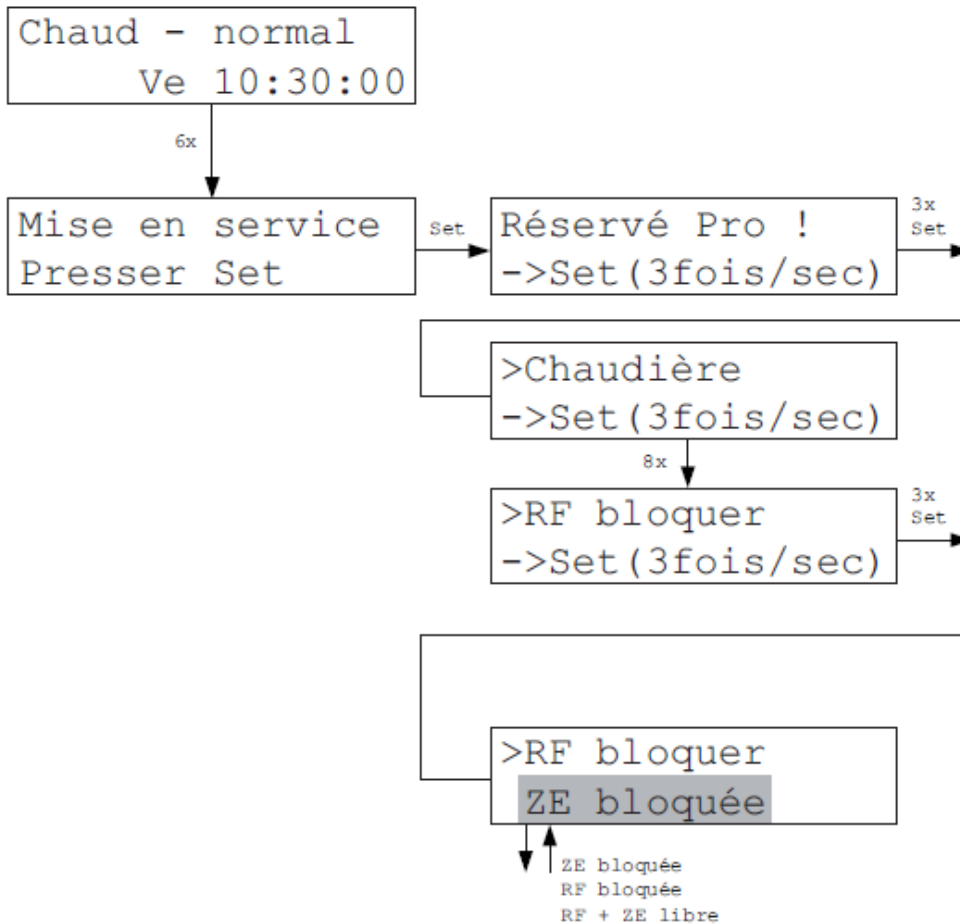 Chaud - normal
Ve 10:30:00
6x
Mise en service
Presser Set
Set
Réservé Pro !
->Set(3fois/sec)
3x
Set
>Chaudière
->Set(3fois/sec)
8x
>RF bloquer
->Set(3fois/sec)
3x
Set
>RF bloquer
ZE bloquée
ZE bloquée
RF bloquée
RF + ZE libre